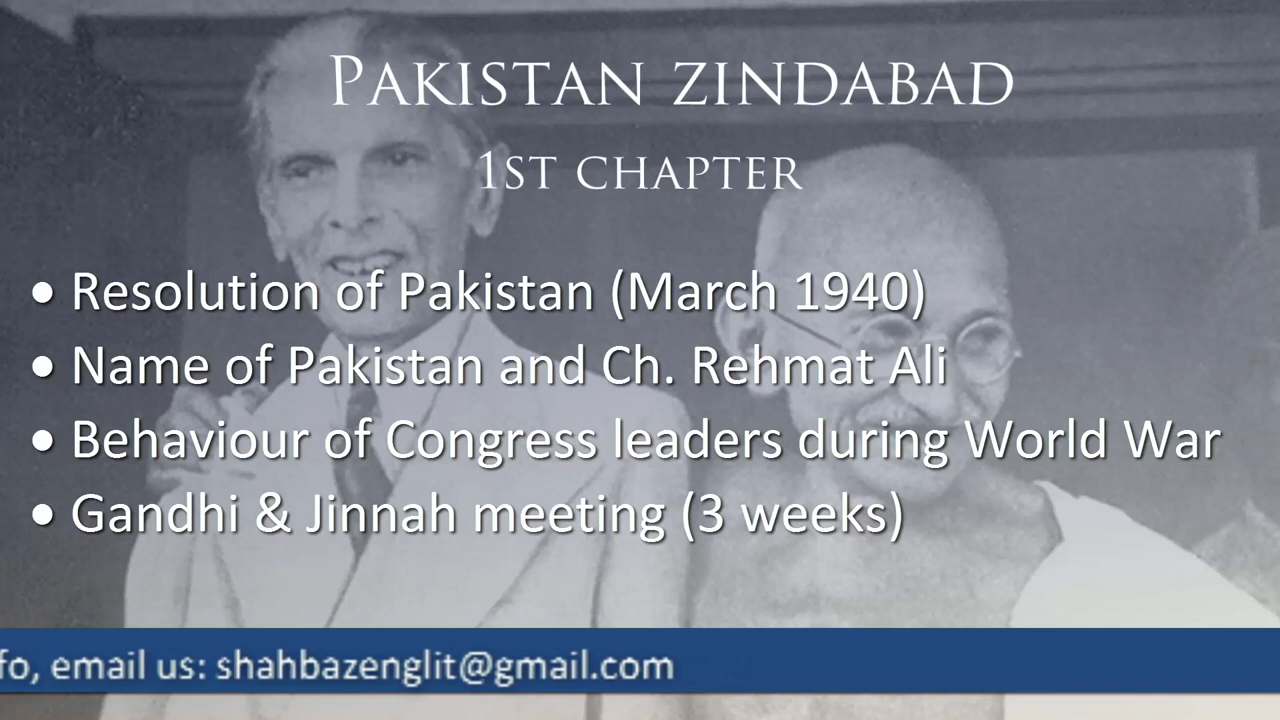 PAKISTAN ZINDABAD
1ST CHAPTER
• Resolution of Pakistan (March 1940)
• Name of Pakistan and Ch. Rehmat Ali
• Behaviour of Congress leaders during World War
• Gandhi & Jinnah meeting (3 weeks)
fo, email us: shahbazenglit@gmail.com